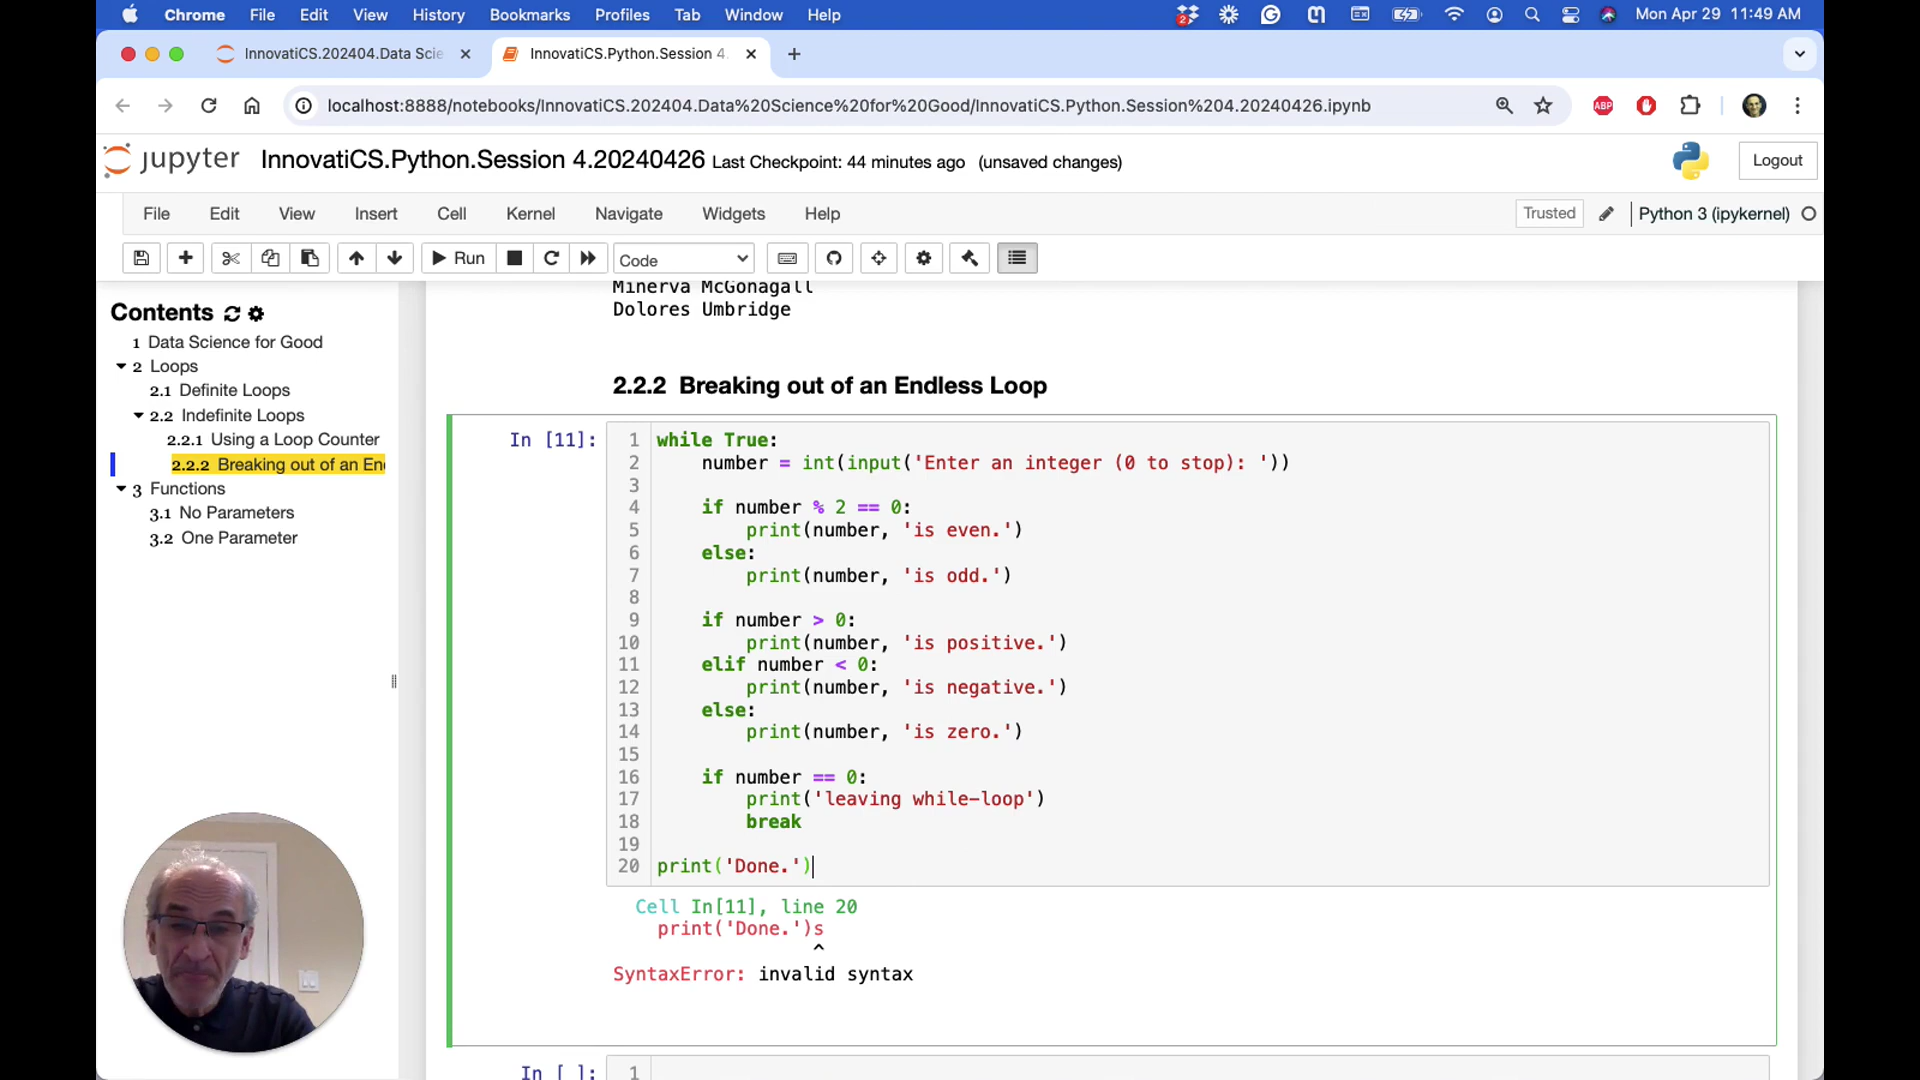 Chrome File Edit View History Bookmarks Profiles Tab Window Help 2 Mon Apr 29 11:49 AM
InnovatiCS.202404.Data Scie InnovatiCS.Python.Session 4.
localhost:8888/notebooks/InnovatiCS.202404.Data%20Science%20for%20Good/InnovatiCS.Python.Session%204.20240426.ipynb ABP
jupyter InnovatiCS.Python.Session 4.20240426 Last Checkpoint: 44 minutes ago (unsaved changes) Logout
File Edit View Insert Cell Kernel Navigate Widgets Help Trusted Python 3 (ipykernel)
Run Code
Contents
1 Data Science for Good
2 Loops
2.1 Definite Loops
2.2 Indefinite Loops
2.2.1 Using a Loop Counter
2.2.2 Breaking out of an En
3 Functions
3.1 No Parameters
3.2 One Parameter
Minerva McGonagall
Dolores Umbridge
2.2.2 Breaking out of an Endless Loop
In [11]:
1 while True:
2     number = int(input('Enter an integer (0 to stop): '))
3
4     if number % 2 == 0:
5         print(number, 'is even.')
6     else:
7         print(number, 'is odd.')
8
9     if number > 0:
10         print(number, 'is positive.')
11     elif number < 0:
12         print(number, 'is negative.')
13     else:
14         print(number, 'is zero.')
15
16     if number == 0:
17         print('leaving while-loop')
18         break
19
20 print('Done.')
Cell In[11], line 20
print('Done.')s
^
SyntaxError: invalid syntax
In [ ]: 1